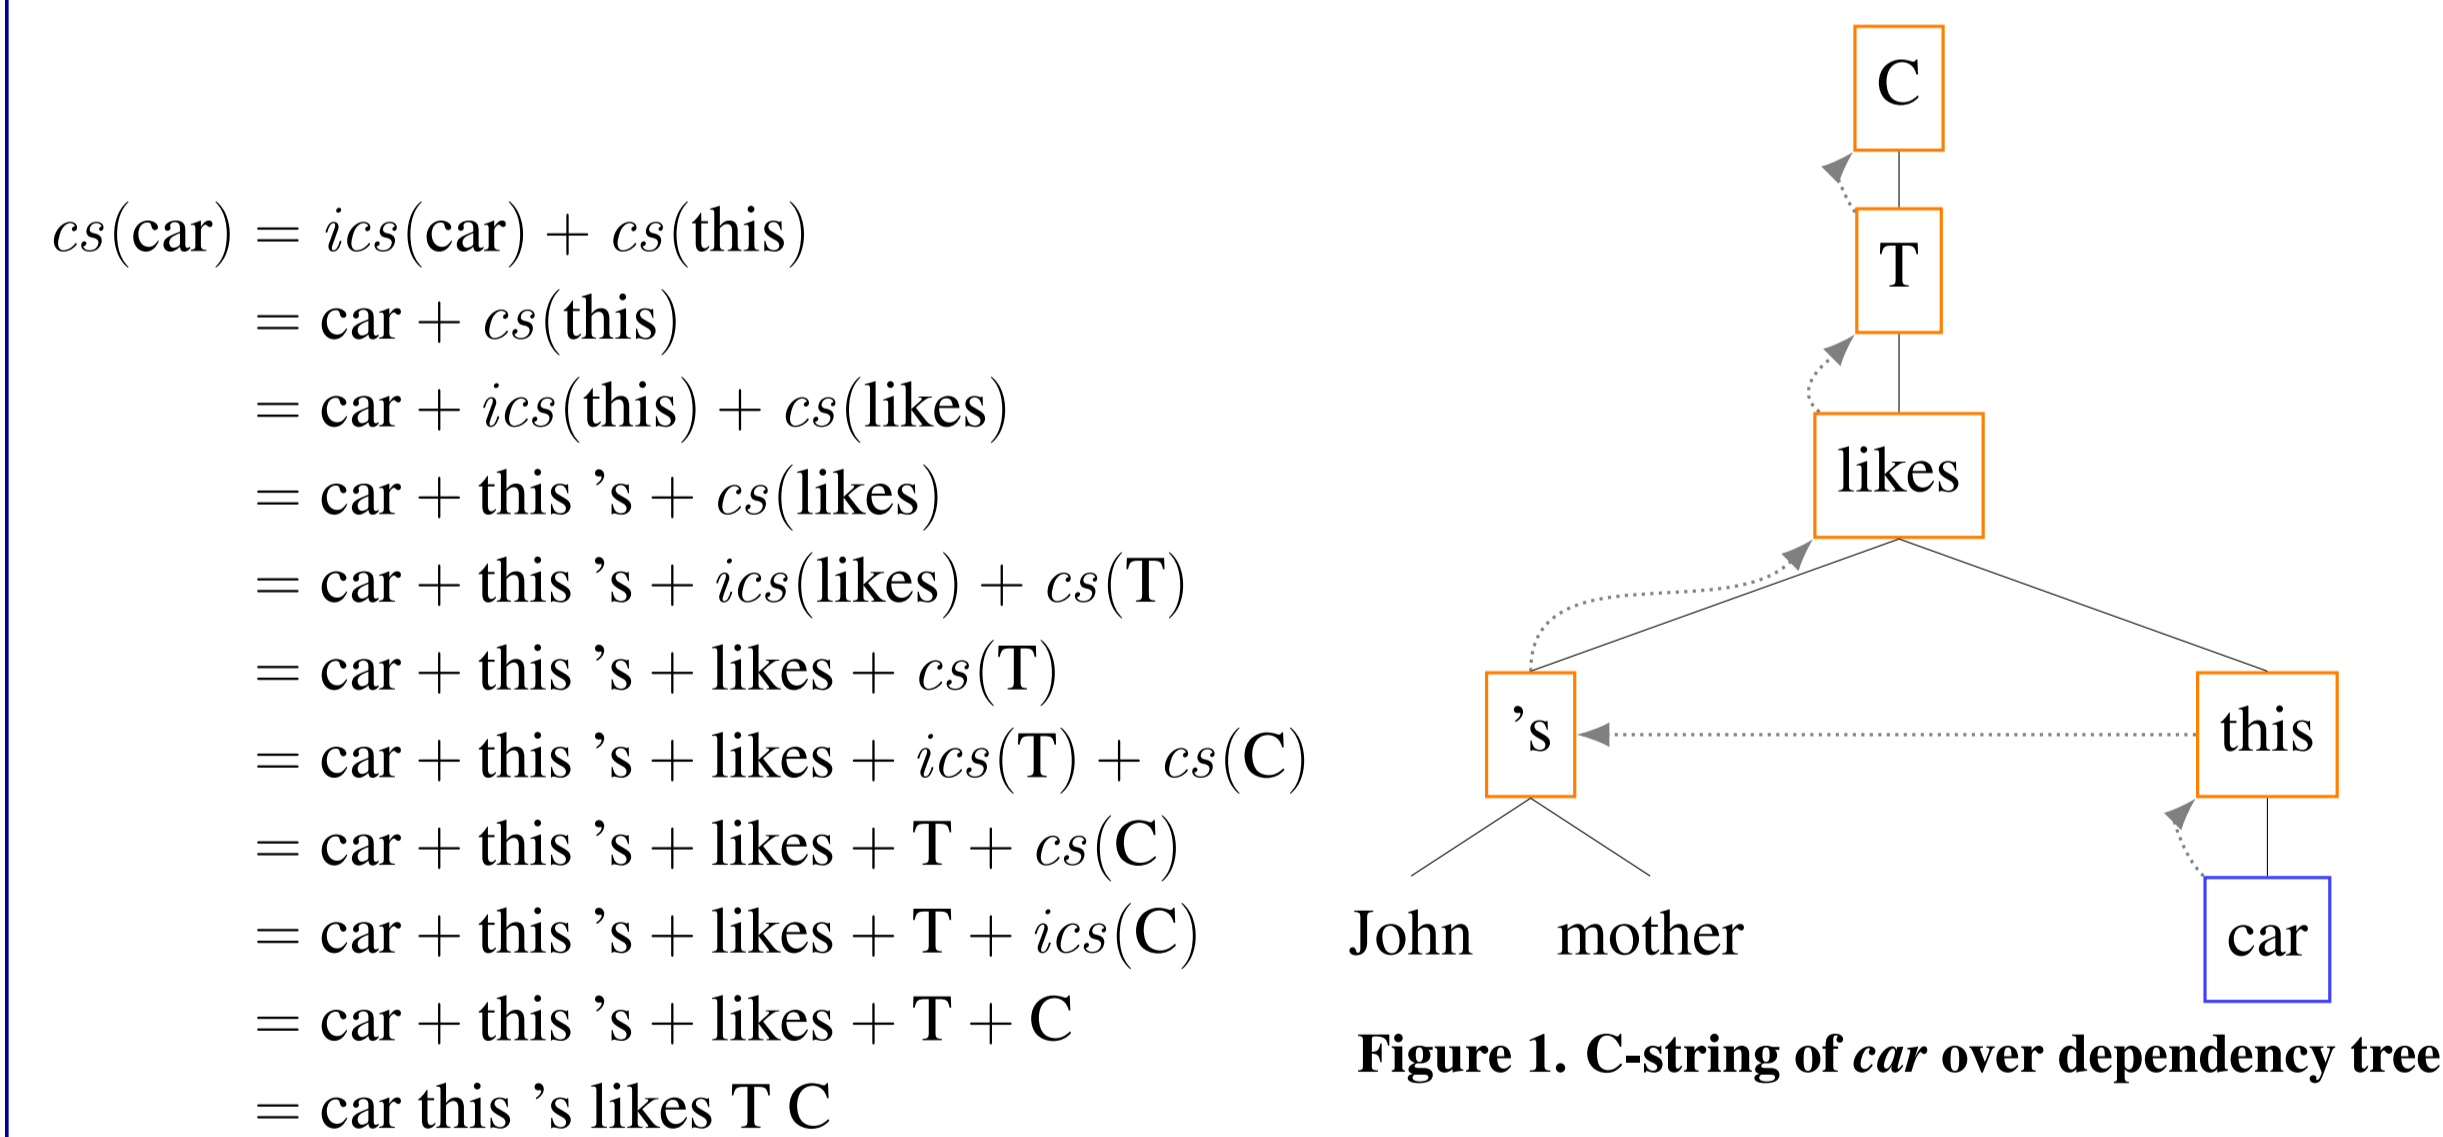 cs(car) = ics(car) + cs(this)
= car + cs(this)
= car + ics(this) + cs(likes)
= car + this ’s + cs(likes)
= car + this ’s + ics(likes) + cs(T)
= car + this ’s + likes + cs(T)
= car + this ’s + likes + ics(T) + cs(C)
= car + this ’s + likes + T + cs(C)
= car + this ’s + likes + T + ics(C)
= car + this ’s + likes + T + C
= car this ’s likes T C
C
T
likes
’s this
John mother car
Figure 1. C-string of car over dependency tree